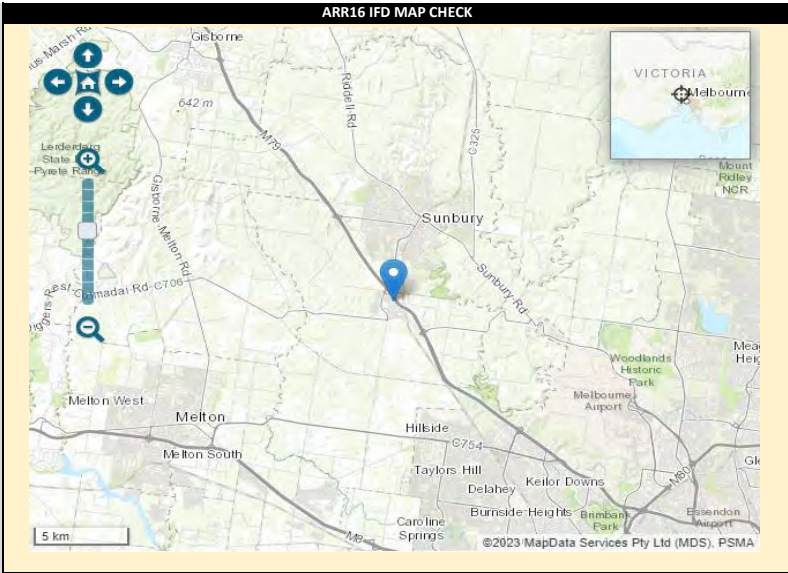 ARR16 IFD MAP CHECK
Gisborne
VICTORIA
Melbourne
642 m
Riddell-Rd
C325
M79
Lerderderg
State
Pyrete Range
Mount
Ridley
NCR
Gisborne-Melton Rd
Sunbury
Sunbury-Rd
Rd-C706
Woodlands
Historic
Park
Melbourne
Airport
Melton West
Melton
Hillside
C754
Melton South
Taylors Hill
Keilor Downs
M80
Delahey
Burnside-Heights
Brimbank
Park
Essendon
Airport
Caroline
Springs
M8
5 km
©2023 MapData Services Pty Ltd (MDS), PSMA